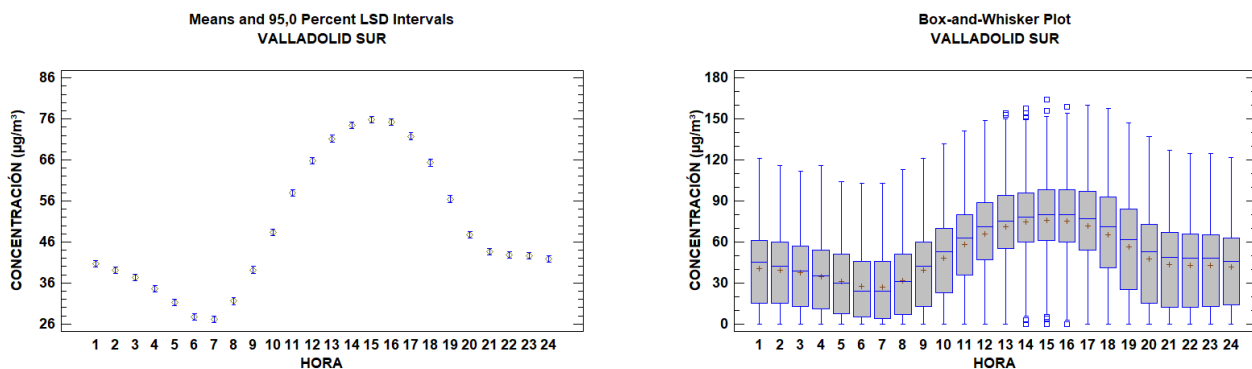 Means and 95,0 Percent LSD Intervals
VALLADOLID SUR
CONCENTRACIÓN (µg/m³)
86
76
66
56
46
36
26
1 2 3 4 5 6 7 8 9 10 11 12 13 14 15 16 17 18 19 20 21 22 23 24
HORA
Box-and-Whisker Plot
VALLADOLID SUR
CONCENTRACIÓN (µg/m³)
180
150
120
90
60
30
0
1 2 3 4 5 6 7 8 9 10 11 12 13 14 15 16 17 18 19 20 21 22 23 24
HORA